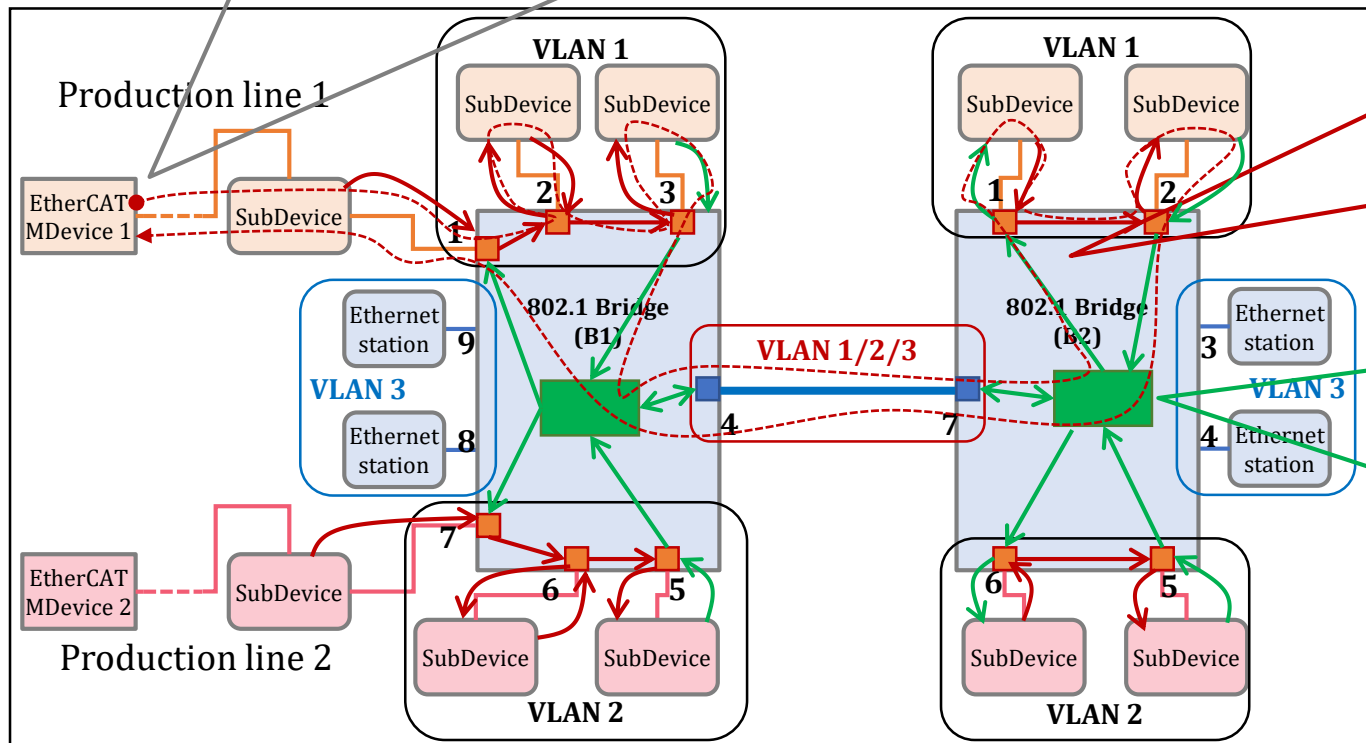 VLAN 1
VLAN 1
Production line 1
SubDevice
SubDevice
SubDevice
SubDevice
EtherCAT
MDevice 1
SubDevice
1
2
3
1
2
802.1 Bridge
(B1)
802.1 Bridge
(B2)
Ethernet
station
9
VLAN 3
8
Ethernet
station
VLAN 1/2/3
4
7
3
Ethernet
station
VLAN 3
4
Ethernet
station
7
6
5
6
5
EtherCAT
MDevice 2
SubDevice
Production line 2
SubDevice
SubDevice
SubDevice
SubDevice
VLAN 2
VLAN 2